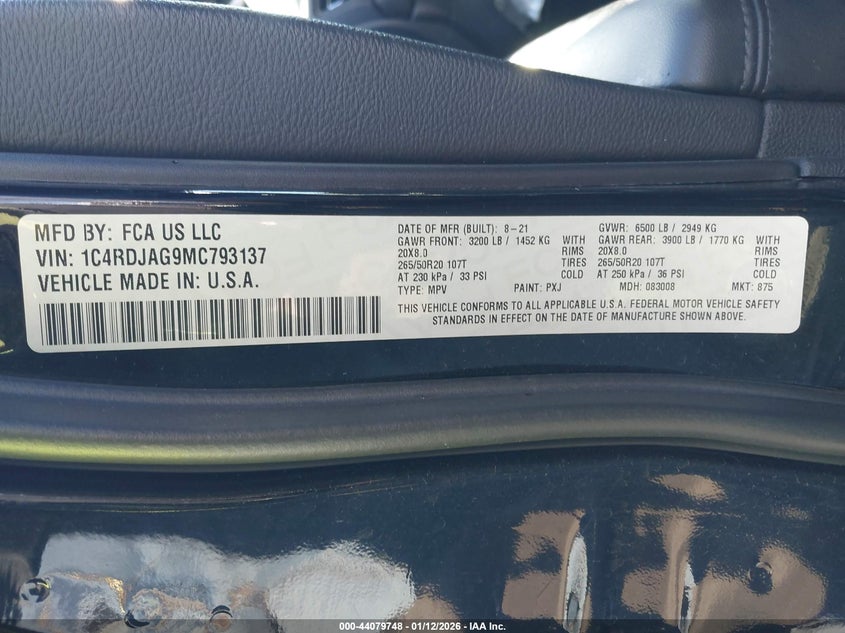 MFD BY: FCA US LLC
VIN: 1C4RDJAG9MC793137
VEHICLE MADE IN: U.S.A.
DATE OF MFR (BUILT): 8-21 GVWR: 6500 LB / 2949 KG
GAWR FRONT: 3200 LB / 1452 KG WITH GAWR REAR: 3900 LB / 1770 KG WITH
20X8.0 RIMS 20X8.0 RIMS
265/50R20 107T TIRES 265/50R20 107T TIRES
AT 230 kPa / 33 PSI COLD AT 250 kPa / 36 PSI COLD
TYPE: MPV PAINT: PXJ MDH: 083008 MKT: 875
THIS VEHICLE CONFORMS TO ALL APPLICABLE U.S.A. FEDERAL MOTOR VEHICLE SAFETY
STANDARDS IN EFFECT ON THE DATE OF MANUFACTURE SHOWN ABOVE.
000-44079748 - 01/12/2026 - IAA Inc.